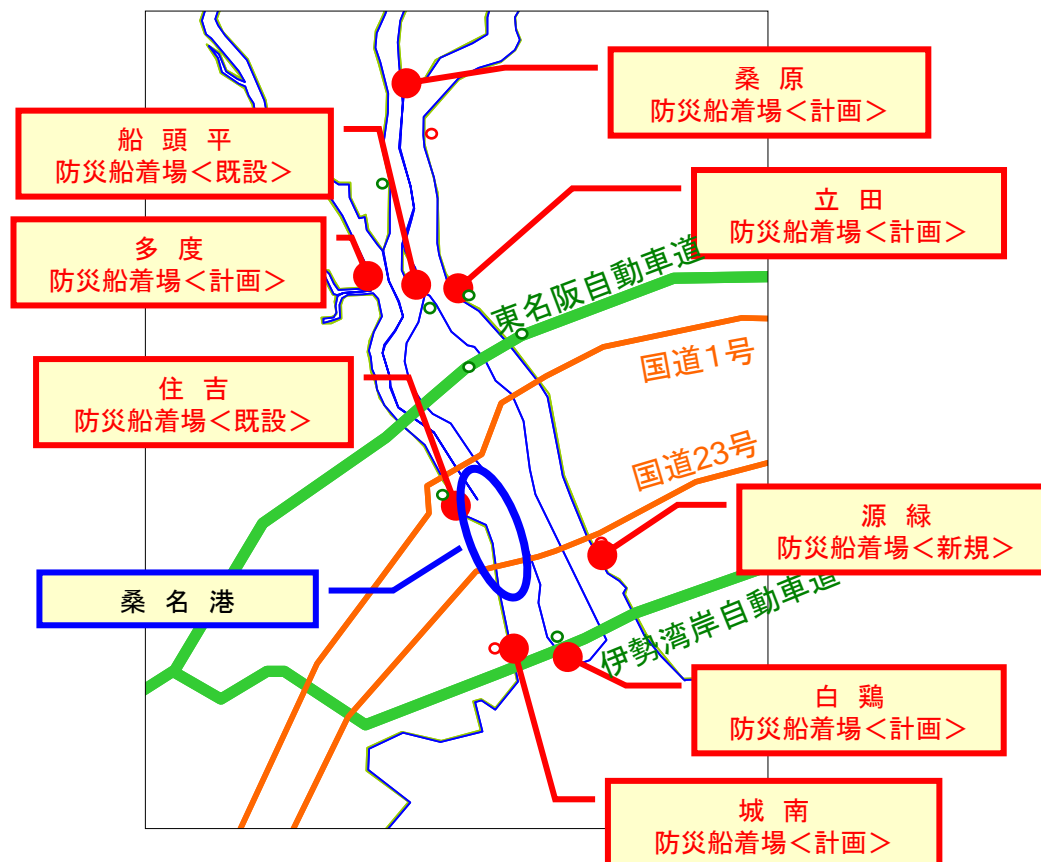 桑 原
防災船着場＜計画＞
船 頭 平
防災船着場＜既設＞
立 田
防災船着場＜計画＞
多 度
防災船着場＜計画＞
東名阪自動車道
国道1号
住 吉
防災船着場＜既設＞
国道23号
源 緑
防災船着場＜新規＞
桑 名 港
伊勢湾岸自動車道
白 鶏
防災船着場＜計画＞
城 南
防災船着場＜計画＞